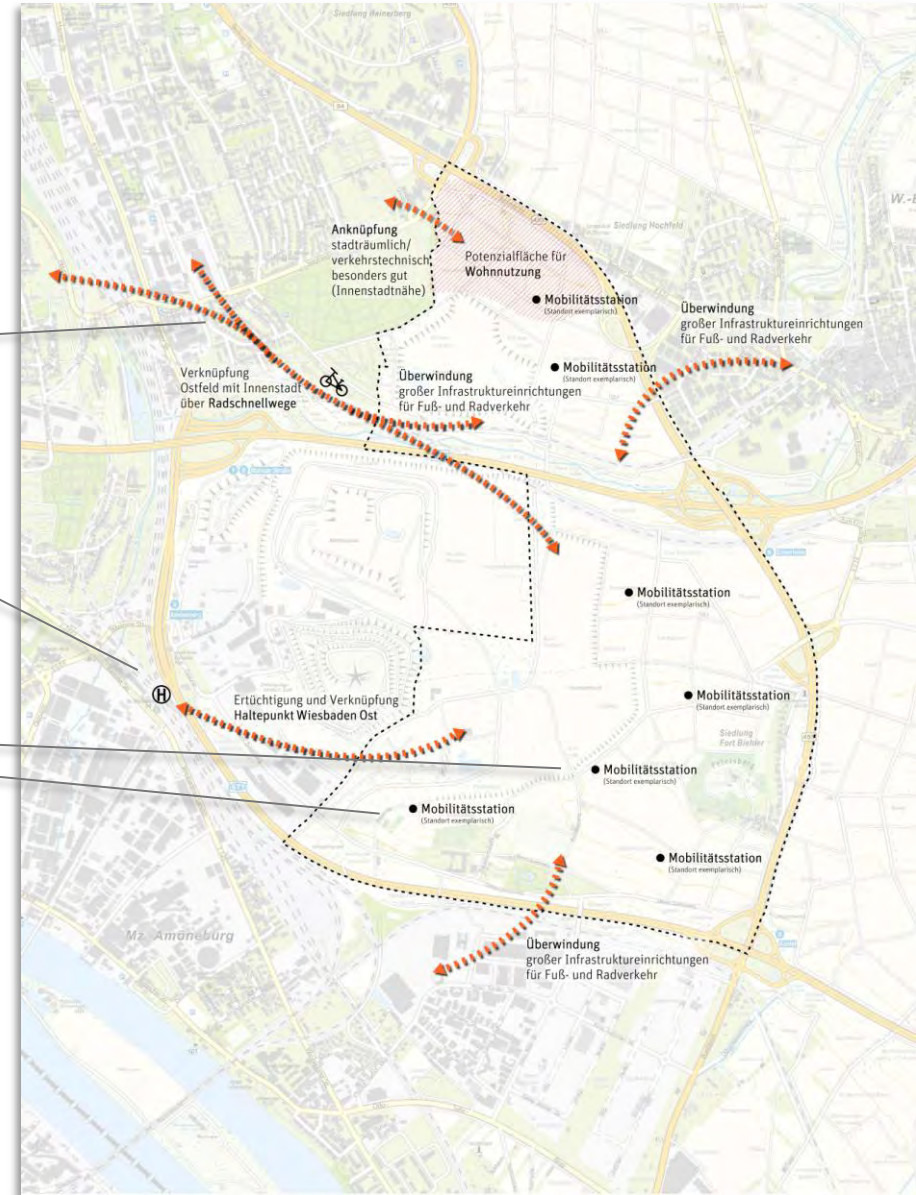 Siedlung Heinerberg
W.-E
Siedlung Hochfeld
Anknüpfung
stadträumlich/
verkehrstechnisch
besonders gut
(Innenstadtnähe)
Potenzialfläche für
Wohnnutzung
Mobilitätsstation
(Standort exemplarisch)
Überwindung
großer Infrastruktureinrichtungen
für Fuß- und Radverkehr
Mobilitätsstation
(Standort exemplarisch)
Verknüpfung
Ostfeld mit Innenstadt
über Radschnellwege
Überwindung
großer Infrastruktureinrichtungen
für Fuß- und Radverkehr
Mobilitätsstation
(Standort exemplarisch)
H
Ertüchtigung und Verknüpfung
Haltepunkt Wiesbaden Ost
Mobilitätsstation
(Standort exemplarisch)
Siedlung
Fort Biehler
Mobilitätsstation
(Standort exemplarisch)
Mobilitätsstation
(Standort exemplarisch)
Mobilitätsstation
(Standort exemplarisch)
Mz. Amöneburg
Überwindung
großer Infrastruktureinrichtungen
für Fuß- und Radverkehr